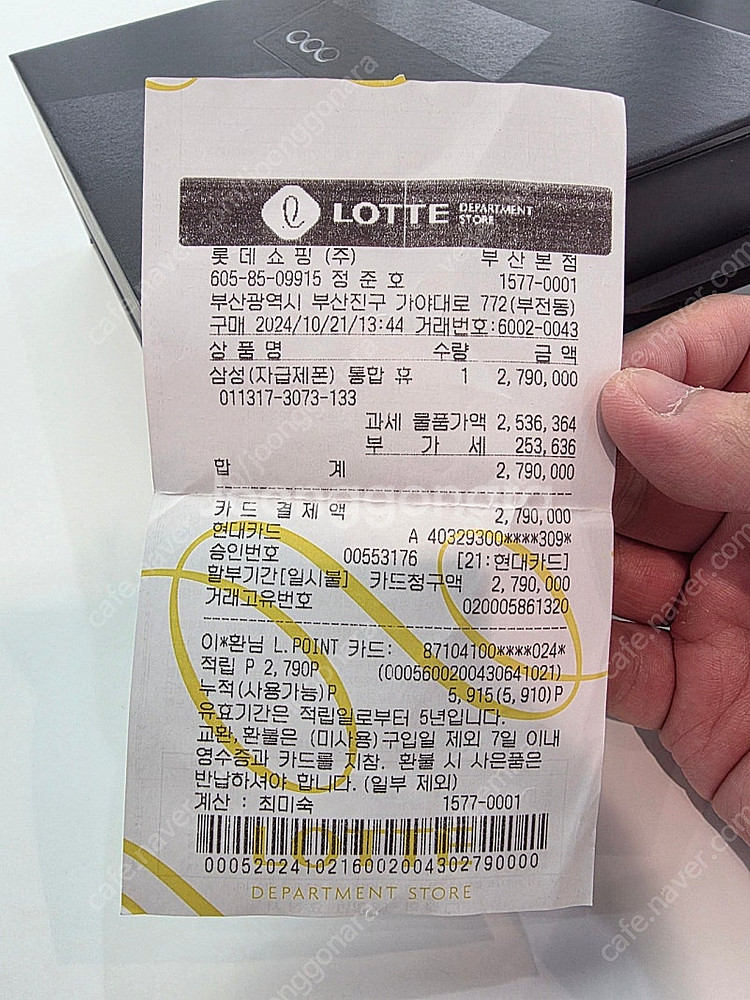 LOTTE DEPARTMENT STORE
롯데쇼핑 (주) 부산본점
605-85-09915 정준호 1577-0001
부산광역시 부산진구 가야대로 772(부전동)
구매 2024/10/21/13:44 거래번호:6002-0043
상품명 수량 금액
삼성(자급제폰) 통합 휴 1 2,790,000
011317-3073-133
과세 물품가액 2,536,364
부가세 253,636
합계 2,790,000
카드결제액 2,790,000
현대카드 A 40329300****309*
승인번호 00553176 [21:현대카드]
할부기간[일시불] 카드청구액 2,790,000
거래고유번호 020005861320
이*환님 L.POINT 카드: 87104100****024*
적립 P 2,790P (000560020043064​1021)
누적(사용가능)P 5,915(5,910)P
유효기간은 적립일로부터 5년입니다.
교환,환불은 (미사용)구입일 제외 7일 이내
영수증과 카드를 지참. 환불 시 사은품은
반납하셔야 합니다.(일부 제외)
계산 : 최미숙 1577-0001
LOTTE
0005202410216002004302790000
DEPARTMENT STORE
cafe.naver.com/joonggonara
joonggonara